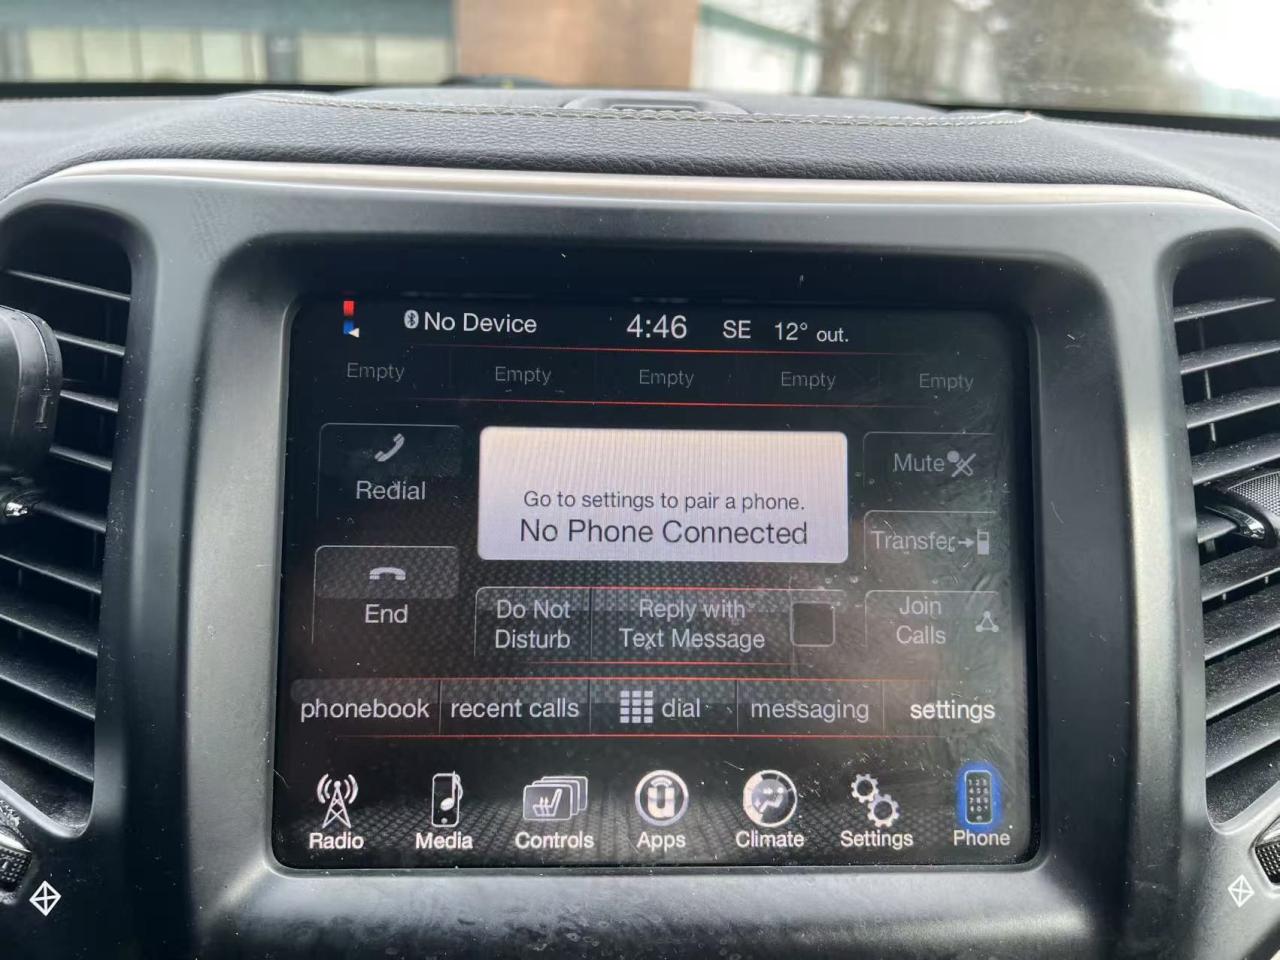 No Device 4:46 SE 12° out.
Empty Empty Empty Empty Empty
Redial
Go to settings to pair a phone.
No Phone Connected
Mute
Transfer
End
Do Not
Disturb
Reply with
Text Message
Join
Calls
phonebook recent calls dial messaging settings
Radio Media Controls Apps Climate Settings Phone